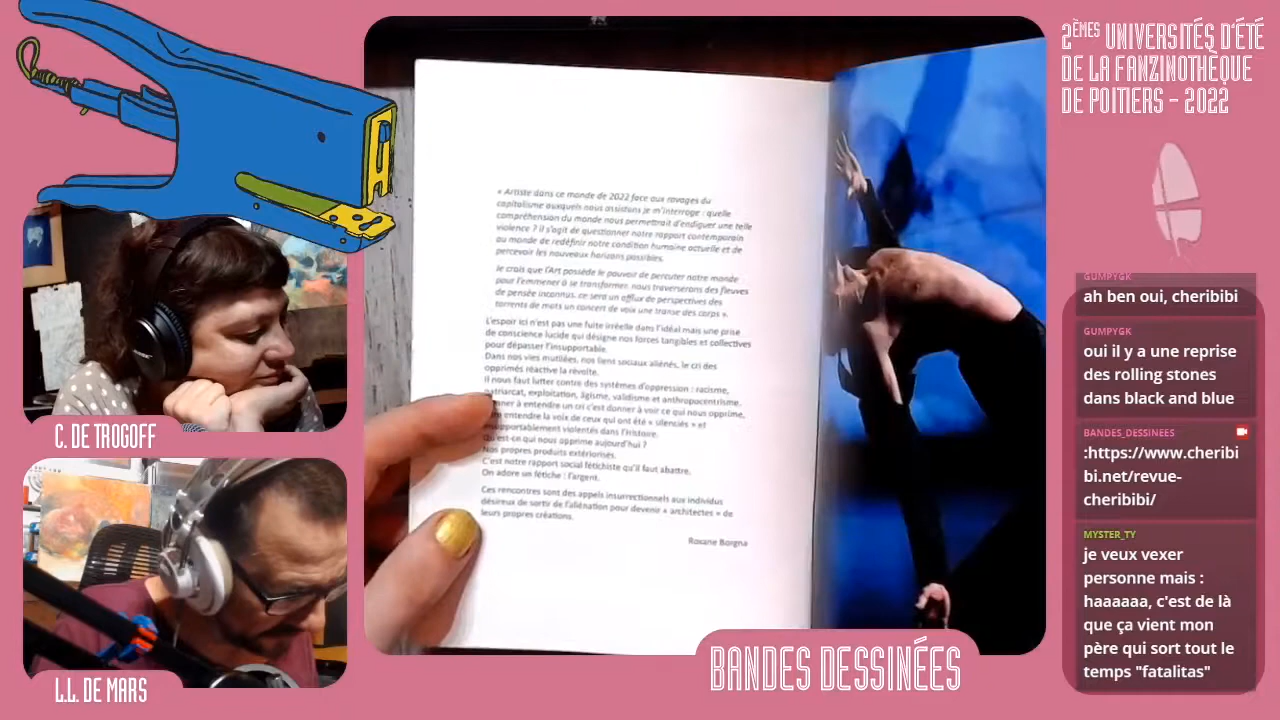 2ÈMES UNIVERSITÉS D'ÉTÉ
DE LA FANZINOTHÈQUE
DE POITIERS - 2022
« Artiste dans ce monde de 2022 face aux ravages du
capitalisme auxquels nous assistons je m'interroge : quelle
compréhension du monde nous permettrait d'endiguer une telle
violence ? il s'agit de questionner notre rapport contemporain
au monde de redéfinir notre condition humaine actuelle et de
percevoir les nouveaux horizons possibles.
Je crois que l'Art possède le pouvoir de percuter notre monde
pour l'emmener à se transformer, nous traverserons des fleuves
de pensée inconnus, ce sera un afflux de perspectives des
torrents de mots un concert de voix une transe des corps ».
L'espoir ici n'est pas une fuite irréelle dans l'idéal mais une prise
de conscience lucide qui désigne nos forces tangibles et collectives
pour dépasser l'insupportable.
Dans nos vies mutilées, nos liens sociaux aliénés, le cri des
opprimés réactive la révolte.
Il nous faut lutter contre des systèmes d'oppression : racisme,
patriarcat, exploitation, âgisme, validisme et anthropocentrisme.
à entendre un cri c'est donner à voir ce qui nous opprime,
entendre la voix de ceux qui ont été « silenciés » et
insupportablement violentés dans l'Histoire.
Qu'est-ce qui nous opprime aujourd'hui ?
Nos propres produits extériorisés.
C'est notre rapport social fétichiste qu'il faut abattre.
On adore un fétiche : l'argent.
Ces rencontres sont des appels insurrectionnels aux individus
désireux de sortir de l'aliénation pour devenir « architectes » de
leurs propres créations.
Roxane Borgna
C. DE TROGOFF
L.L. DE MARS
BANDES DESSINÉES
GUMPYGK
ah ben oui, cheribibi
GUMPYGK
oui il y a une reprise
des rolling stones
dans black and blue
BANDES_DESSINEES
:https://www.cheribi
bi.net/revue-
cheribibi/
MYSTER_TY
je veux vexer
personne mais :
haaaaaa, c'est de là
que ça vient mon
père qui sort tout le
temps "fatalitas"